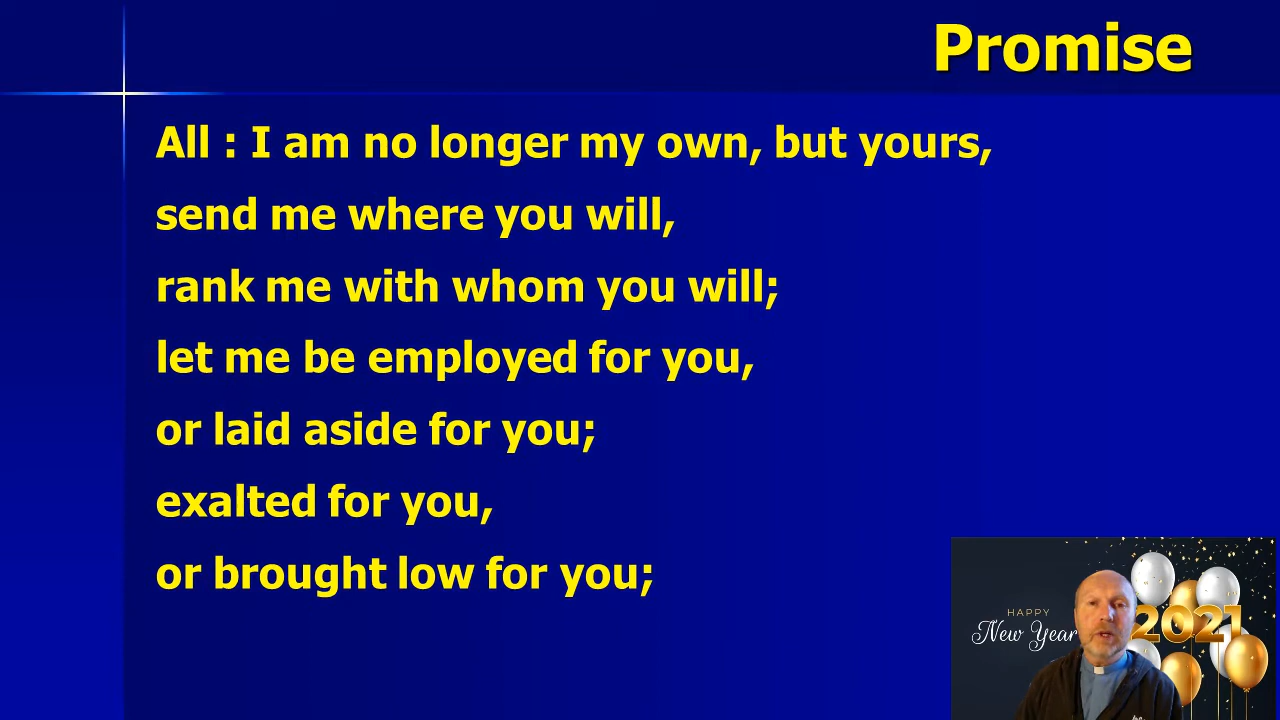 Promise
All : I am no longer my own, but yours,
send me where you will,
rank me with whom you will;
let me be employed for you,
or laid aside for you;
exalted for you,
or brought low for you;
HAPPY
New Year
2021